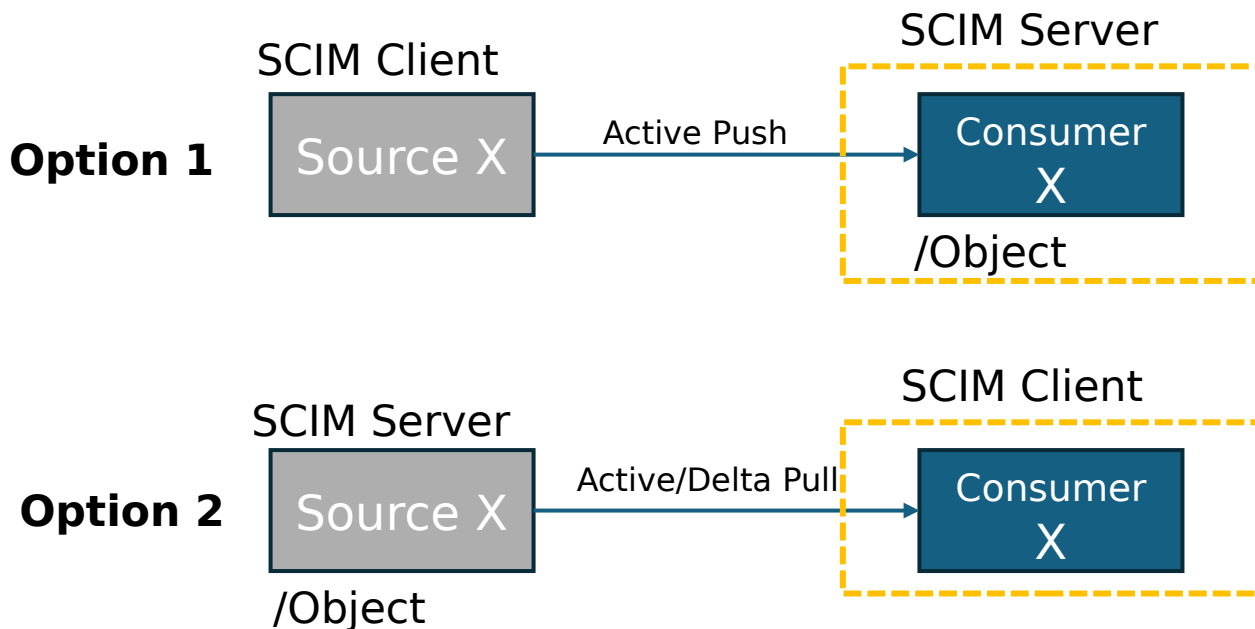 SCIM Client
SCIM Server
Option 1
Source X
Active Push
Consumer
X
/Object
SCIM Server
SCIM Client
Option 2
Source X
Active/Delta Pull
Consumer
X
/Object